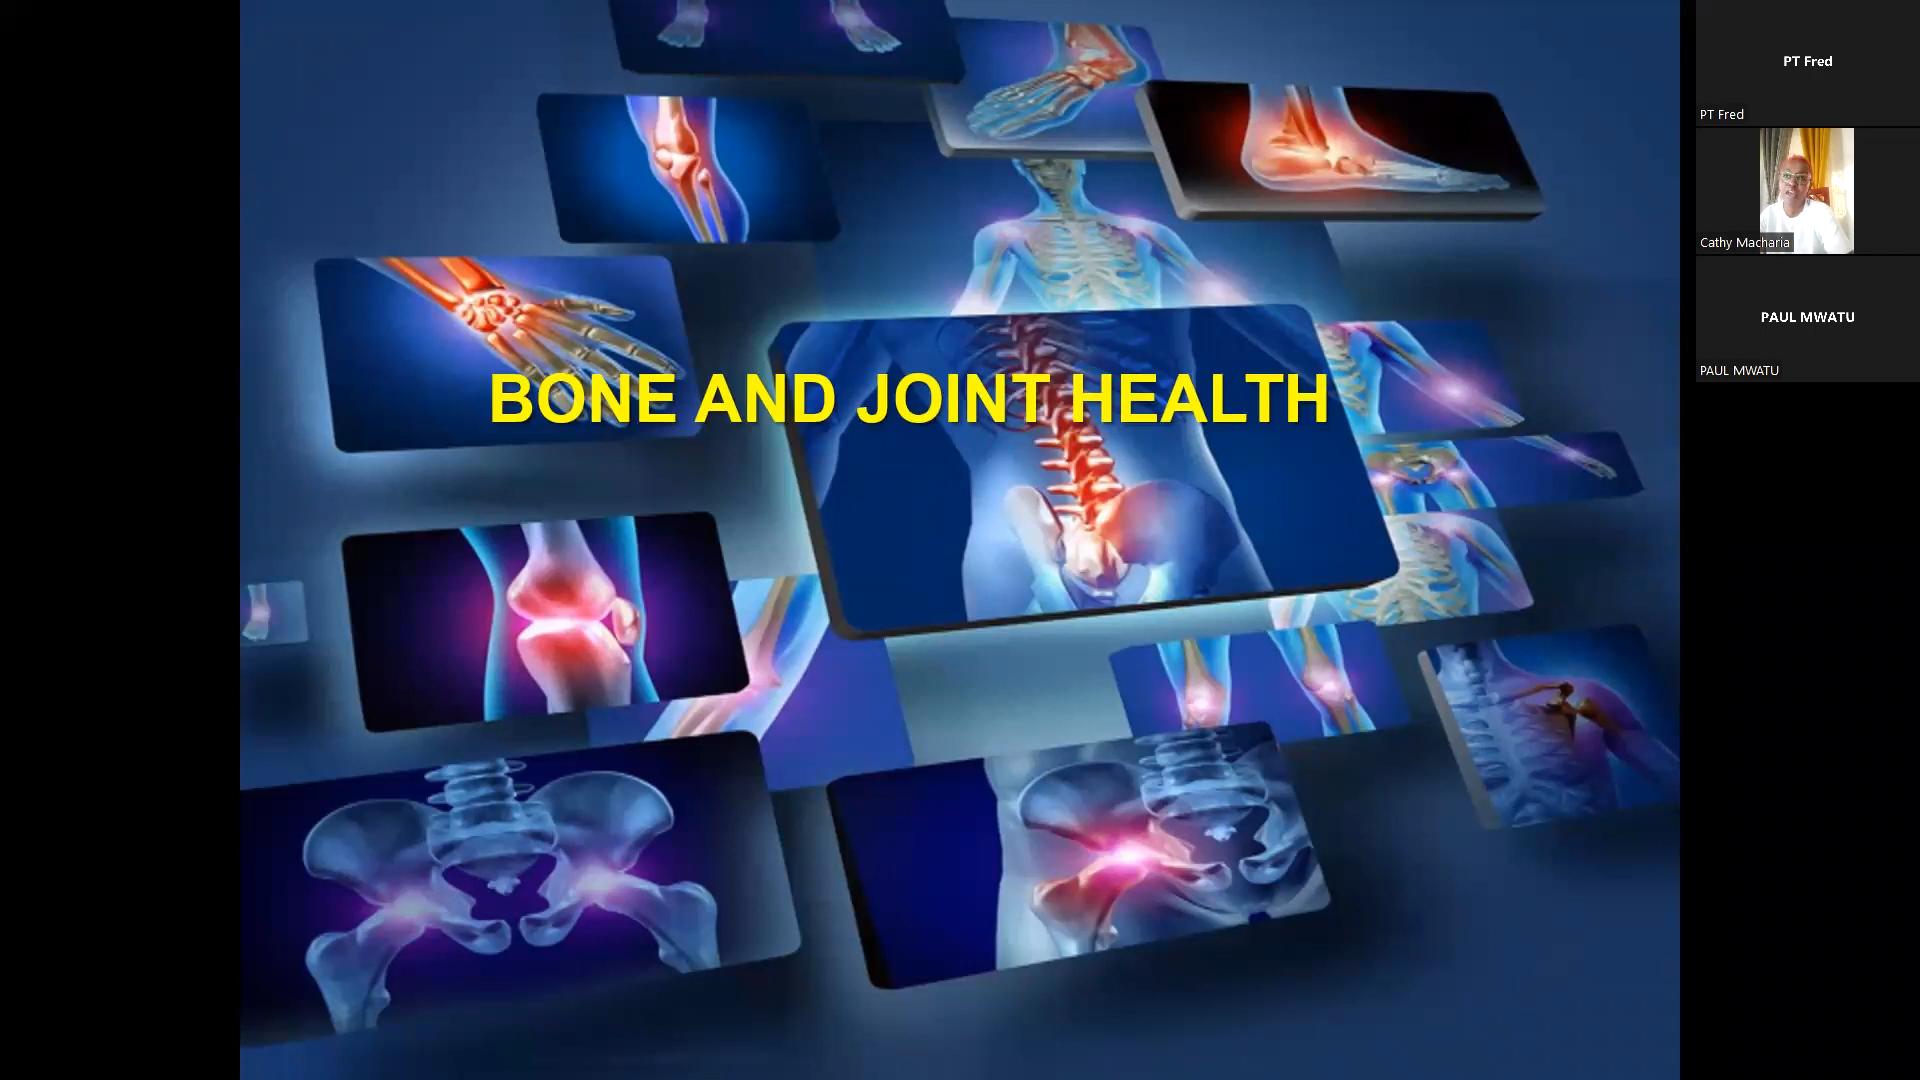 BONE AND JOINT HEALTH
PT Fred
PT Fred
Cathy Macharia
PAUL MWATU
PAUL MWATU